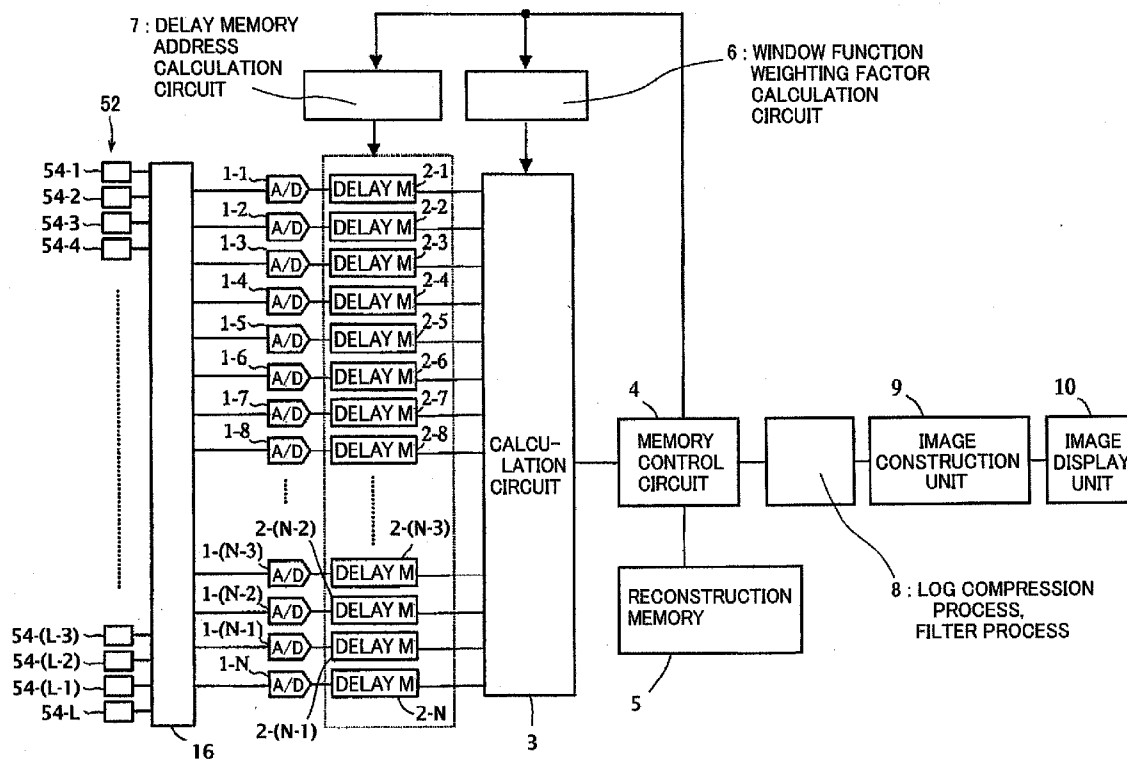 7 : DELAY MEMORY
ADDRESS
CALCULATION
CIRCUIT
6 : WINDOW FUNCTION
WEIGHTING FACTOR
CALCULATION
CIRCUIT
52
54-1
54-2
54-3
54-4
1-1
A/D
DELAY M
2-1
1-2
A/D
DELAY M
2-2
1-3
A/D
DELAY M
2-3
1-4
A/D
DELAY M
2-4
1-5
A/D
DELAY M
2-5
1-6
A/D
DELAY M
2-6
1-7
A/D
DELAY M
2-7
1-8
A/D
DELAY M
2-8
CALCU-
LATION
CIRCUIT
4
MEMORY
CONTROL
CIRCUIT
9
IMAGE
CONSTRUCTION
UNIT
10
IMAGE
DISPLAY
UNIT
2-(N-2)
2-(N-3)
1-(N-3)
A/D
DELAY M
1-(N-2)
A/D
DELAY M
1-(N-1)
A/D
DELAY M
1-N
A/D
DELAY M
2-(N-1)
2-N
54-(L-3)
54-(L-2)
54-(L-1)
54-L
16
3
RECONSTRUCTION
MEMORY
5
8 : LOG COMPRESSION
PROCESS,
FILTER PROCESS